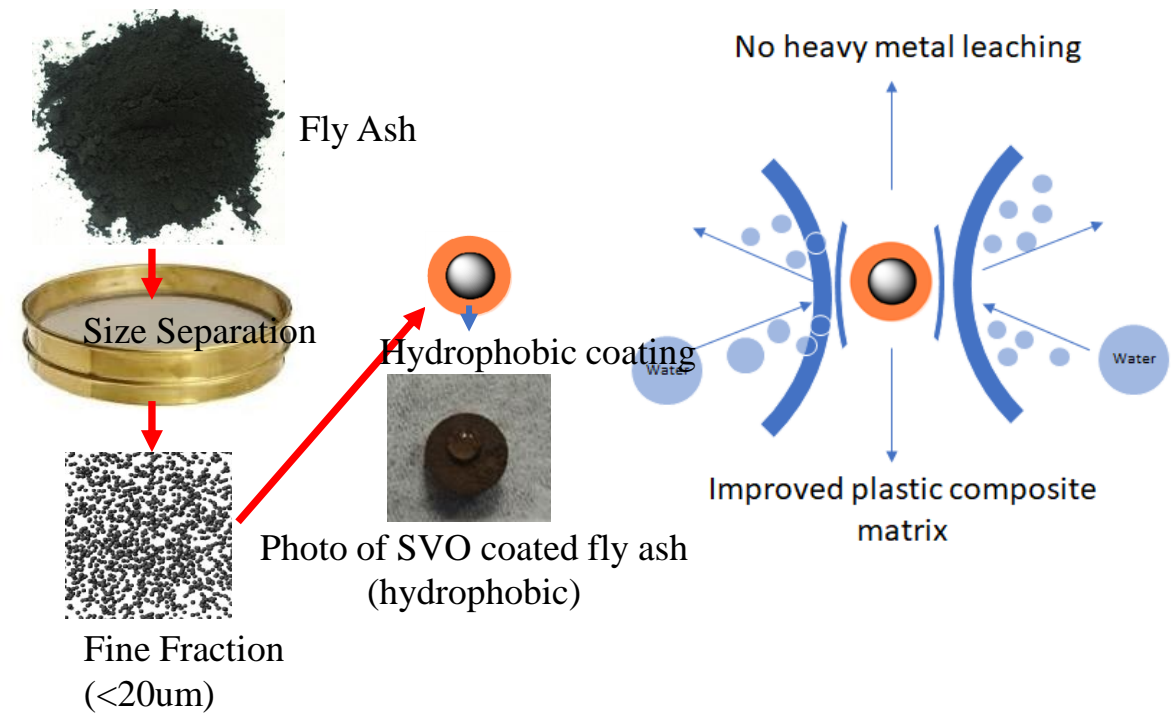 Fly Ash
Size Separation
Fine Fraction
(<20um)
Hydrophobic coating
Photo of SVO coated fly ash
(hydrophobic)
No heavy metal leaching
Water
Water
Improved plastic composite
matrix